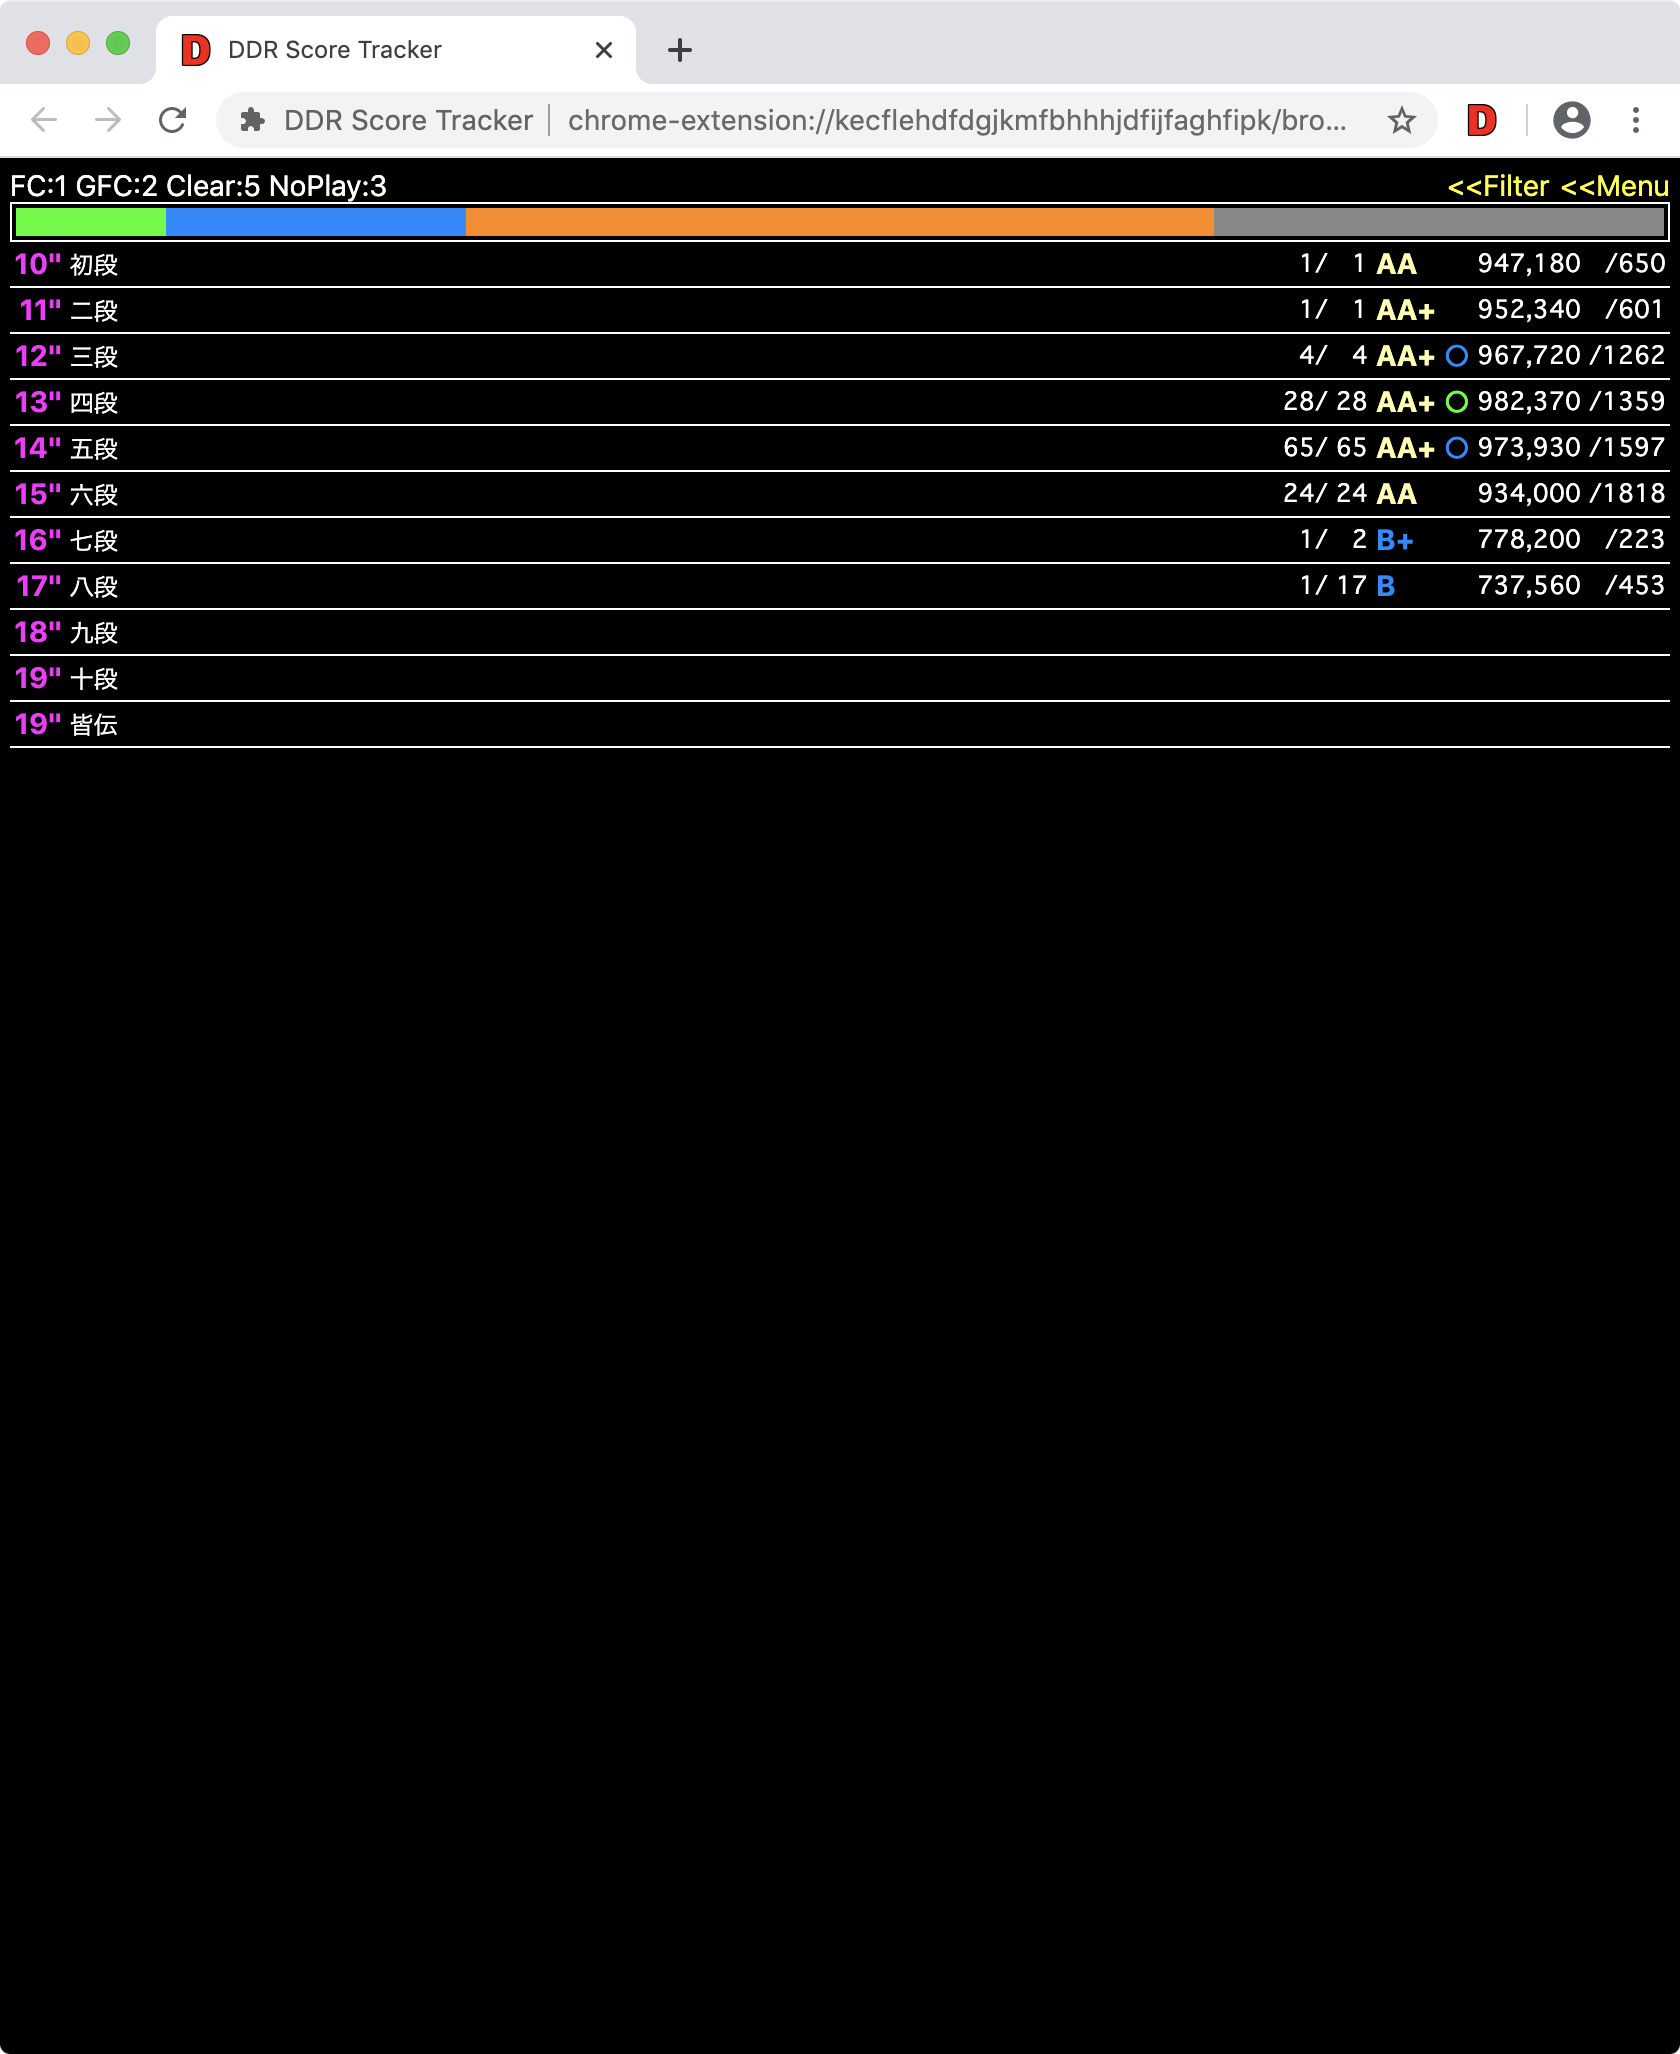 DDR Score Tracker
DDR Score Tracker | chrome-extension://kecflehdfdgjkmfbhhhjdfijfaghfipk/bro...
FC:1 GFC:2 Clear:5 NoPlay:3 <<Filter <<Menu
10" 初段 1/ 1 AA 947,180 /650
11" 二段 1/ 1 AA+ 952,340 /601
12" 三段 4/ 4 AA+ 967,720 /1262
13" 四段 28/ 28 AA+ 982,370 /1359
14" 五段 65/ 65 AA+ 973,930 /1597
15" 六段 24/ 24 AA 934,000 /1818
16" 七段 1/ 2 B+ 778,200 /223
17" 八段 1/ 17 B 737,560 /453
18" 九段
19" 十段
19" 皆伝